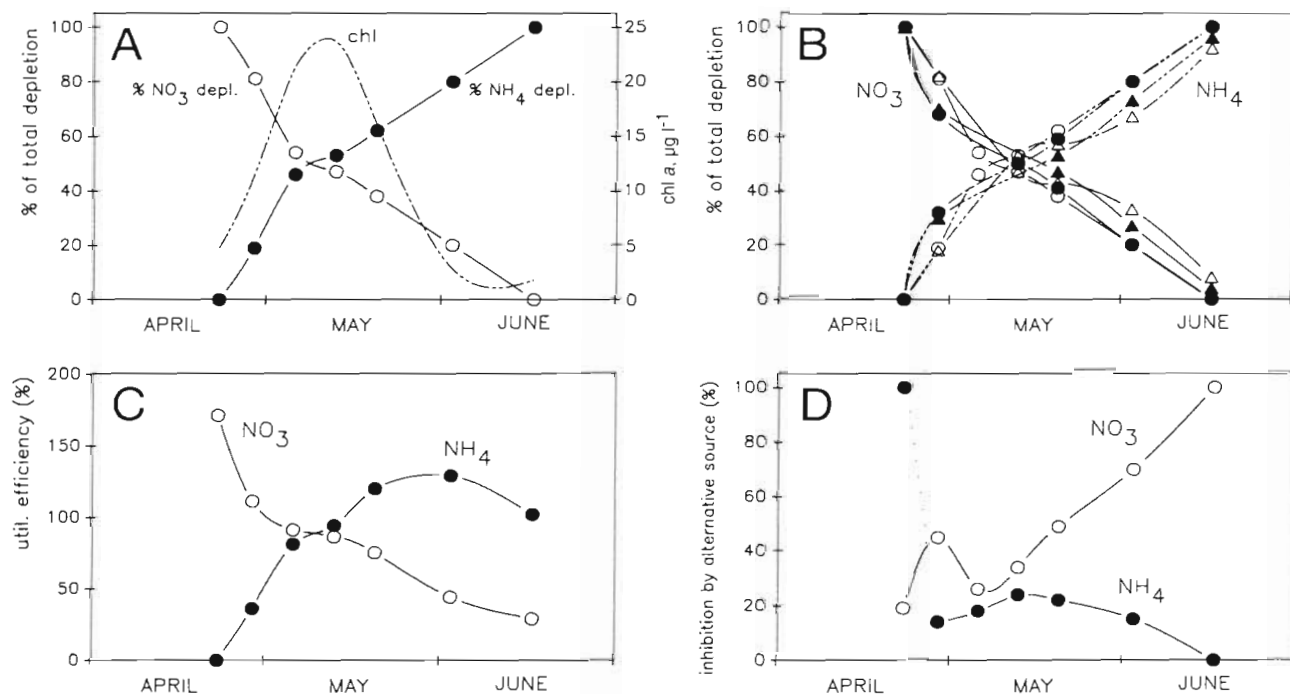 A
% of total depletion
100
80
60
40
20
0
chl
% NO3 depl.
% NH4 depl.
25
20
15
10
5
0
chl a, µg l-1
APRIL MAY JUNE
B
% of total depletion
100
80
60
40
20
0
NO3
NH4
APRIL MAY JUNE
C
util. efficiency (%)
200
150
100
50
0
NO3
NH4
APRIL MAY JUNE
D
inhibition by alternative source (%)
100
80
60
40
20
0
NO3
NH4
APRIL MAY JUNE